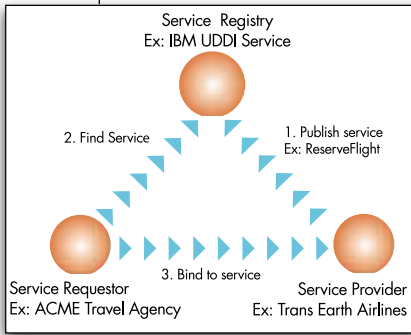 Service Registry
Ex: IBM UDDI Service
2. Find Service
1. Publish service
Ex: ReserveFlight
3. Bind to service
Service Requestor
Ex: ACME Travel Agency
Service Provider
Ex: Trans Earth Airlines